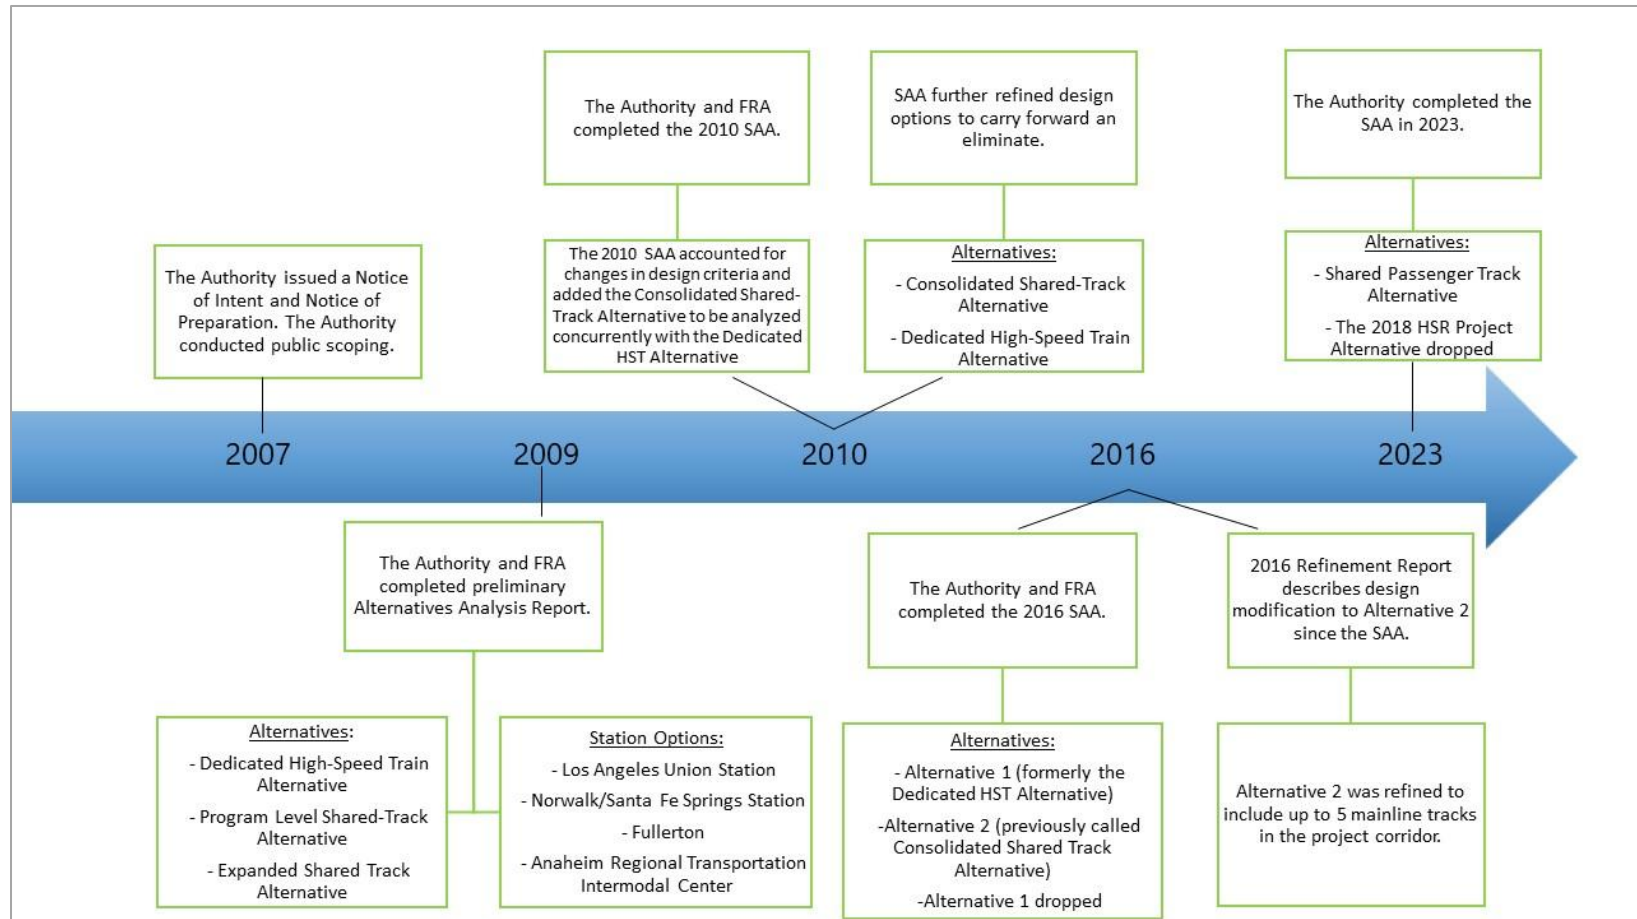 The Authority and FRA
completed the 2010 SAA.
SAA further refined design
options to carry forward an
eliminate.
The Authority completed the
SAA in 2023.
The Authority issued a Notice
of Intent and Notice of
Preparation. The Authority
conducted public scoping.
The 2010 SAA accounted for
changes in design criteria and
added the Consolidated Shared-
Track Alternative to be analyzed
concurrently with the Dedicated
HST Alternative
Alternatives:
- Consolidated Shared-Track
Alternative
- Dedicated High-Speed Train
Alternative
Alternatives:
- Shared Passenger Track
Alternative
- The 2018 HSR Project
Alternative dropped
2007
2009
2010
2016
2023
The Authority and FRA
completed preliminary
Alternatives Analysis Report.
The Authority and FRA
completed the 2016 SAA.
2016 Refinement Report
describes design
modification to Alternative 2
since the SAA.
Alternatives:
- Dedicated High-Speed Train
Alternative
- Program Level Shared-Track
Alternative
- Expanded Shared Track
Alternative
Station Options:
- Los Angeles Union Station
- Norwalk/Santa Fe Springs Station
- Fullerton
- Anaheim Regional Transportation
Intermodal Center
Alternatives:
- Alternative 1 (formerly the
Dedicated HST Alternative)
-Alternative 2 (previously called
Consolidated Shared Track
Alternative)
-Alternative 1 dropped
Alternative 2 was refined to
include up to 5 mainline tracks
in the project corridor.